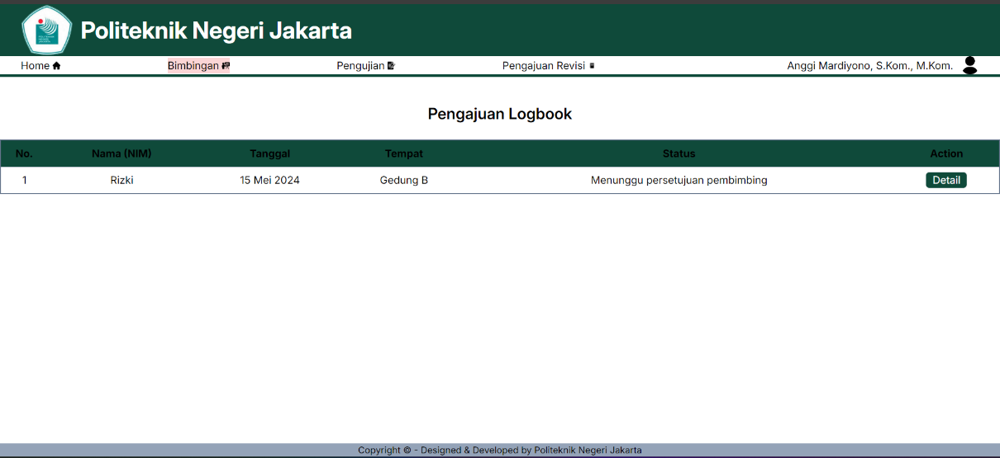 Politeknik Negeri Jakarta
Home Bimbingan Pengujian Pengajuan Revisi Anggi Mardiyono, S.Kom., M.Kom.
Pengajuan Logbook
No. Nama (NIM) Tanggal Tempat Status Action
1 Rizki 15 Mei 2024 Gedung B Menunggu persetujuan pembimbing Detail
Copyright © - Designed & Developed by Politeknik Negeri Jakarta